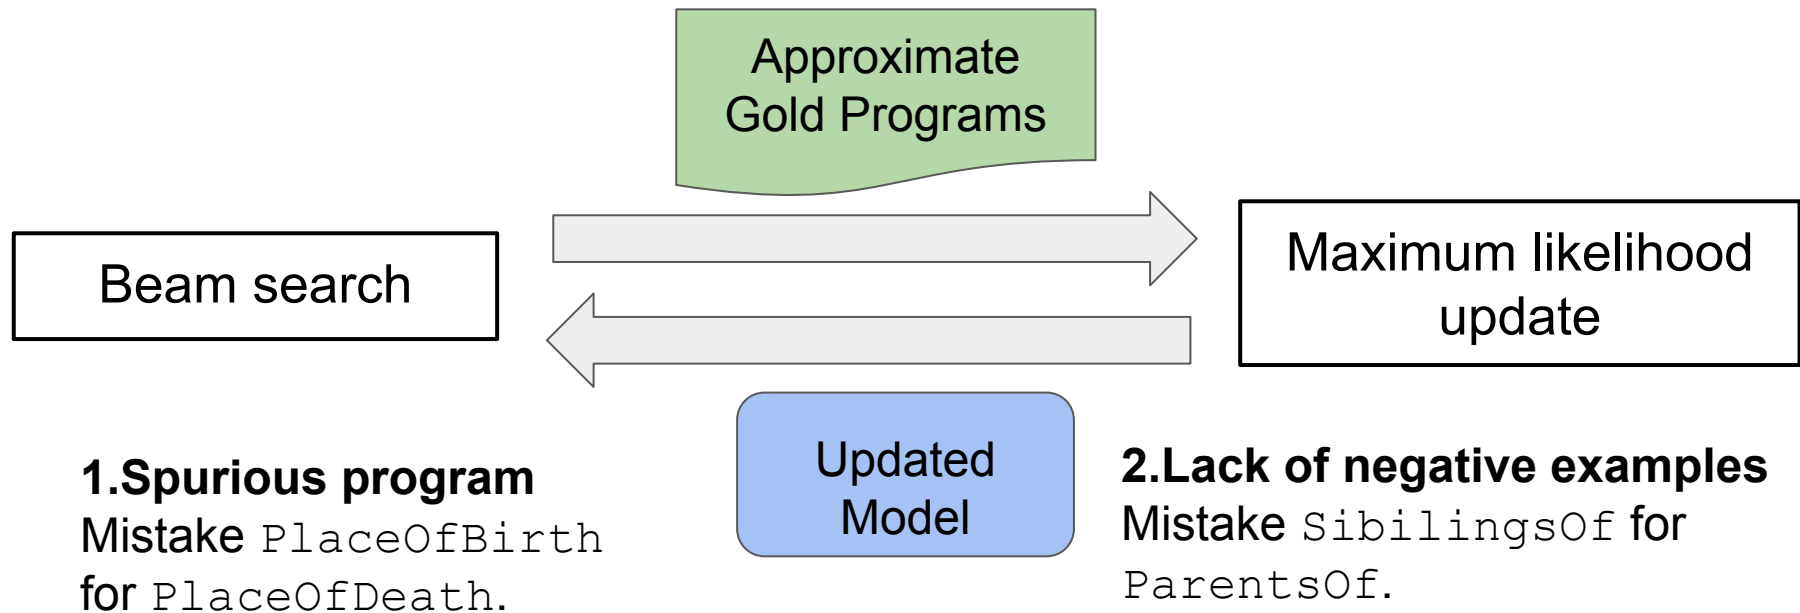 Approximate
Gold Programs
Beam search
Maximum likelihood
update
Updated
Model
1.Spurious program
Mistake PlaceOfBirth
for PlaceOfDeath.
2.Lack of negative examples
Mistake SibilingsOf for
ParentsOf.